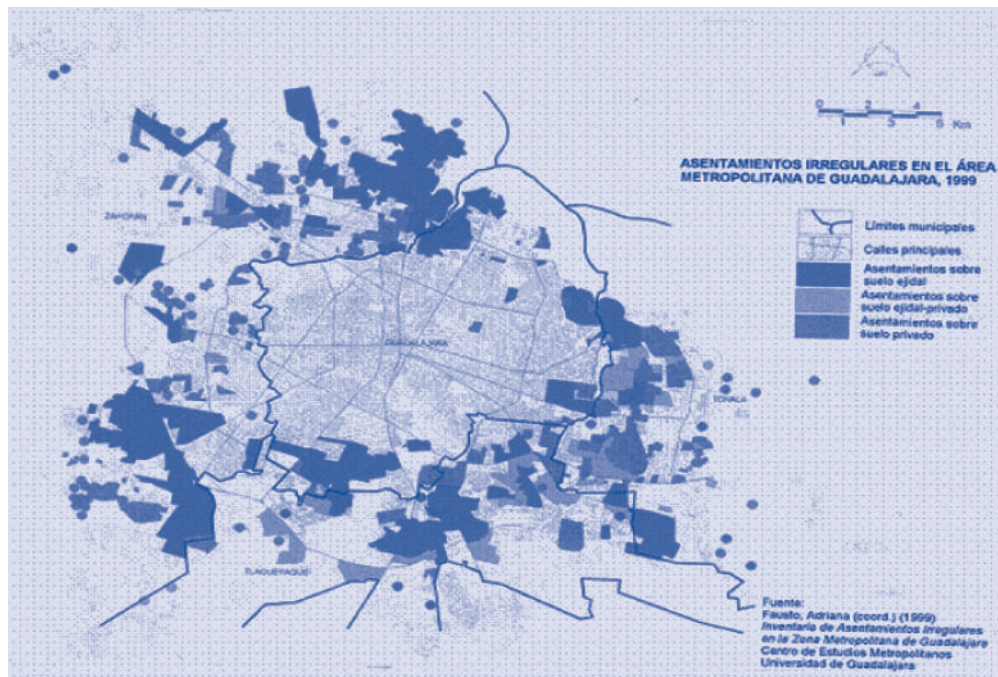 0 2 4
1 3 5 Km
ASENTAMIENTOS IRREGULARES EN EL ÁREA
METROPOLITANA DE GUADALAJARA, 1999
Límites municipales
Calles principales
Asentamientos sobre
suelo ejidal
Asentamientos sobre
suelo ejidal-privado
Asentamientos sobre
suelo privado
ZAPOPAN
GUADALAJARA
TONALA
TLAQUEPAQUE
Fuente:
Fausto, Adriana (coord.) (1999)
Inventario de Asentamientos Irregulares
en la Zona Metropolitana de Guadalajara
Centro de Estudios Metropolitanos
Universidad de Guadalajara